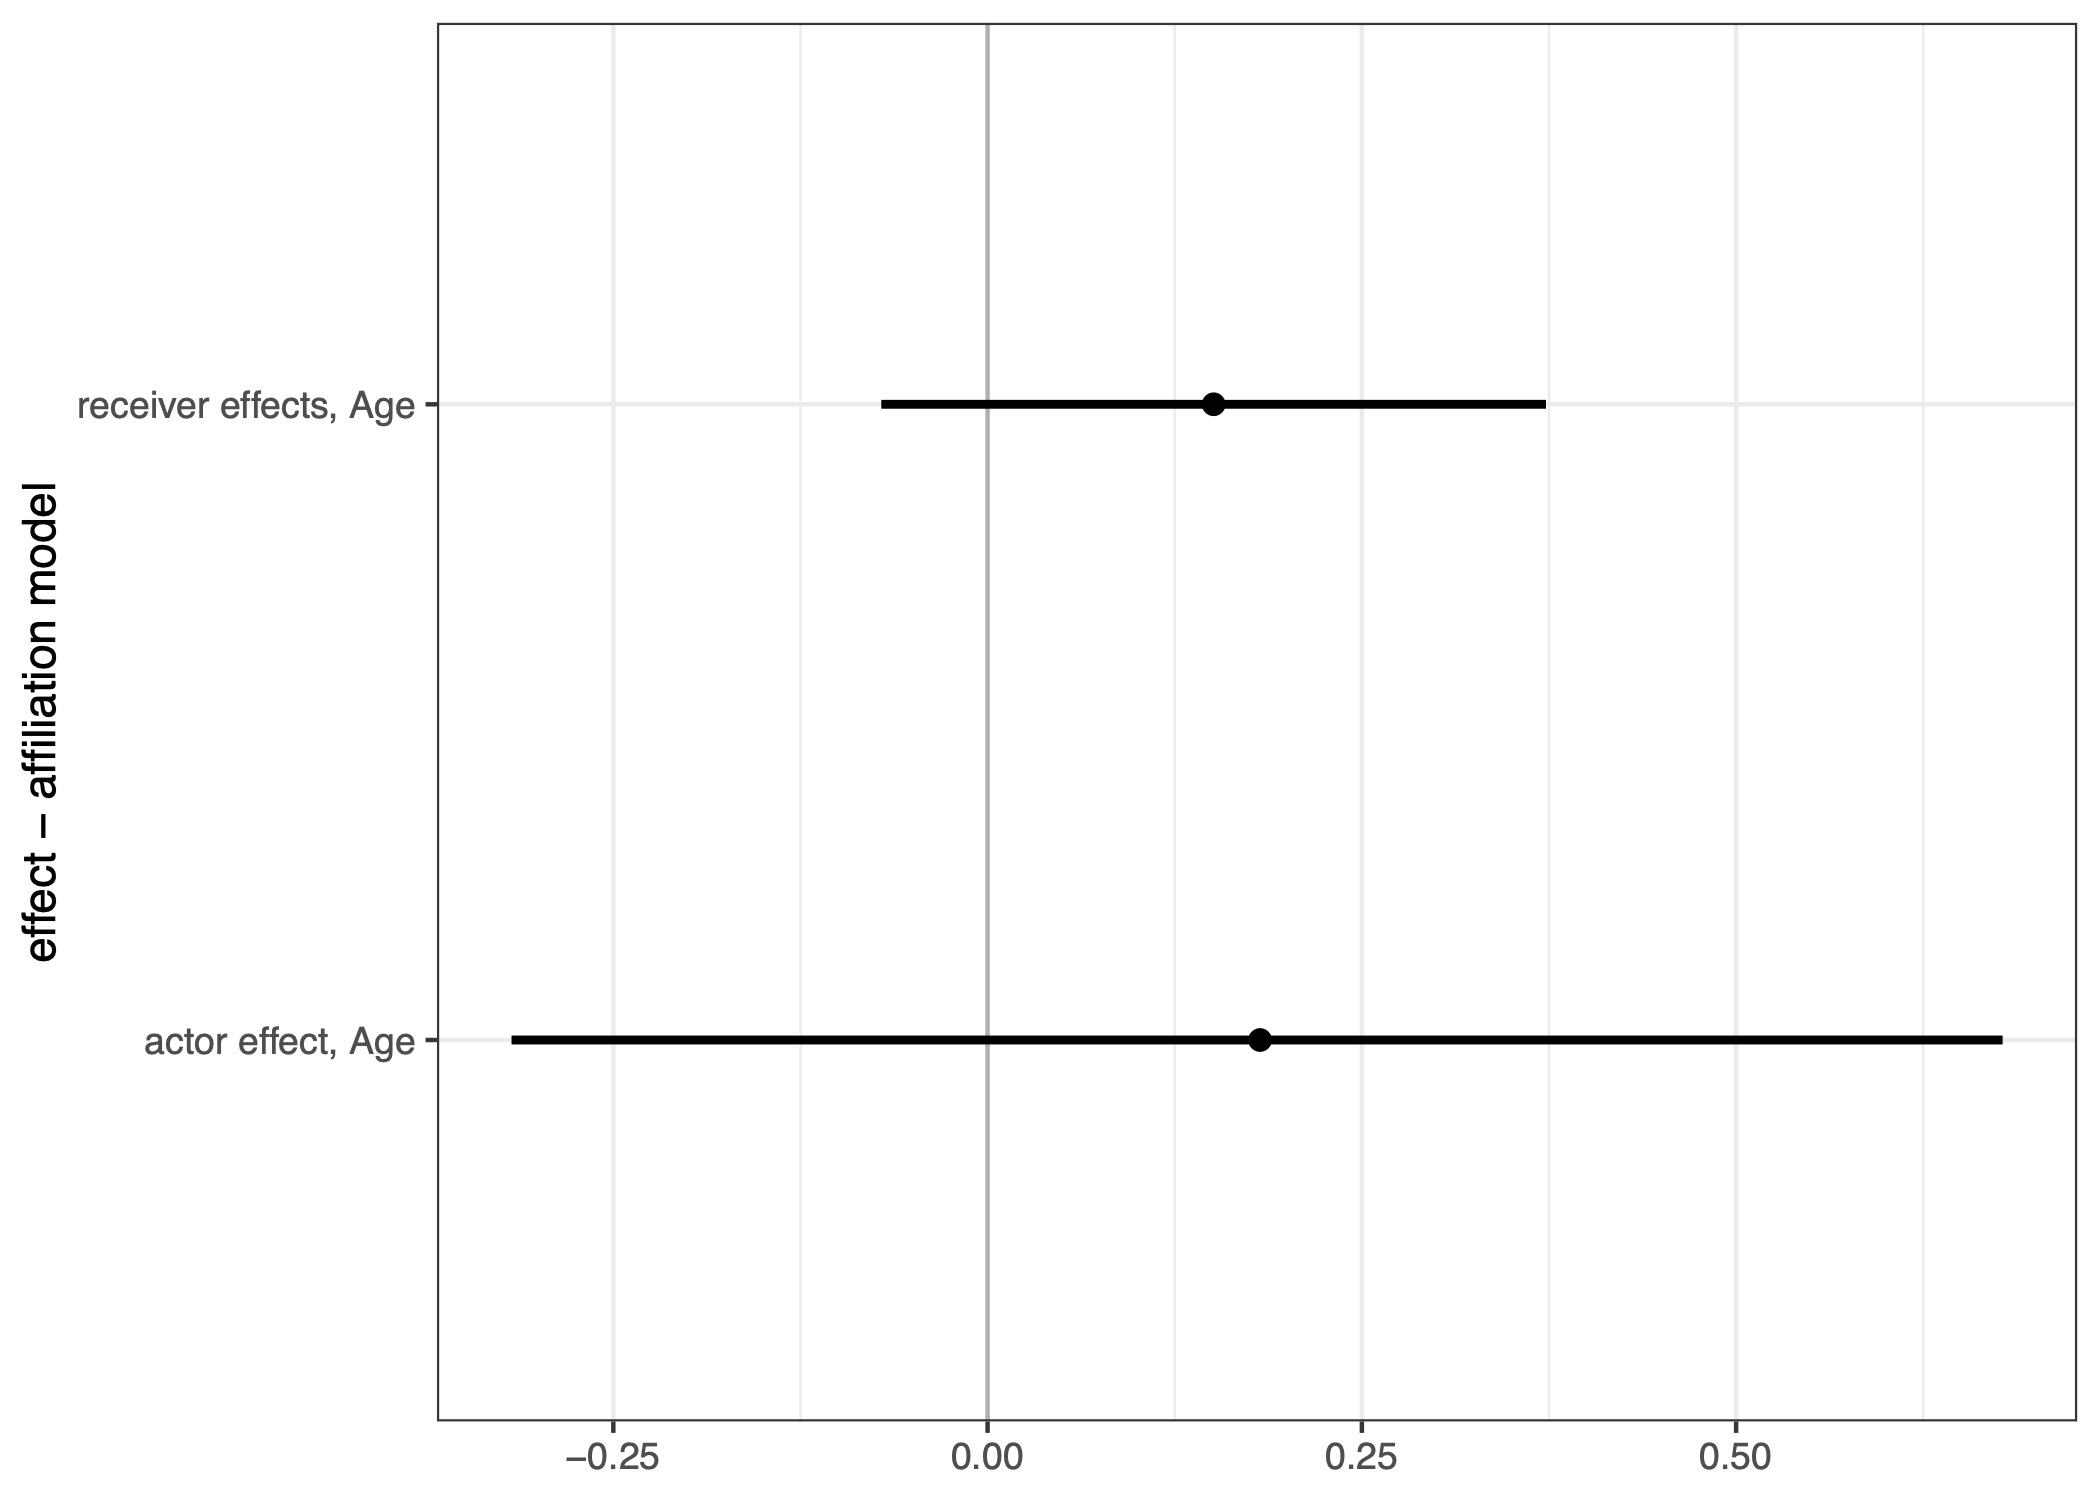 effect – affiliation model
receiver effects, Age
actor effect, Age
−0.25
0.00
0.25
0.50